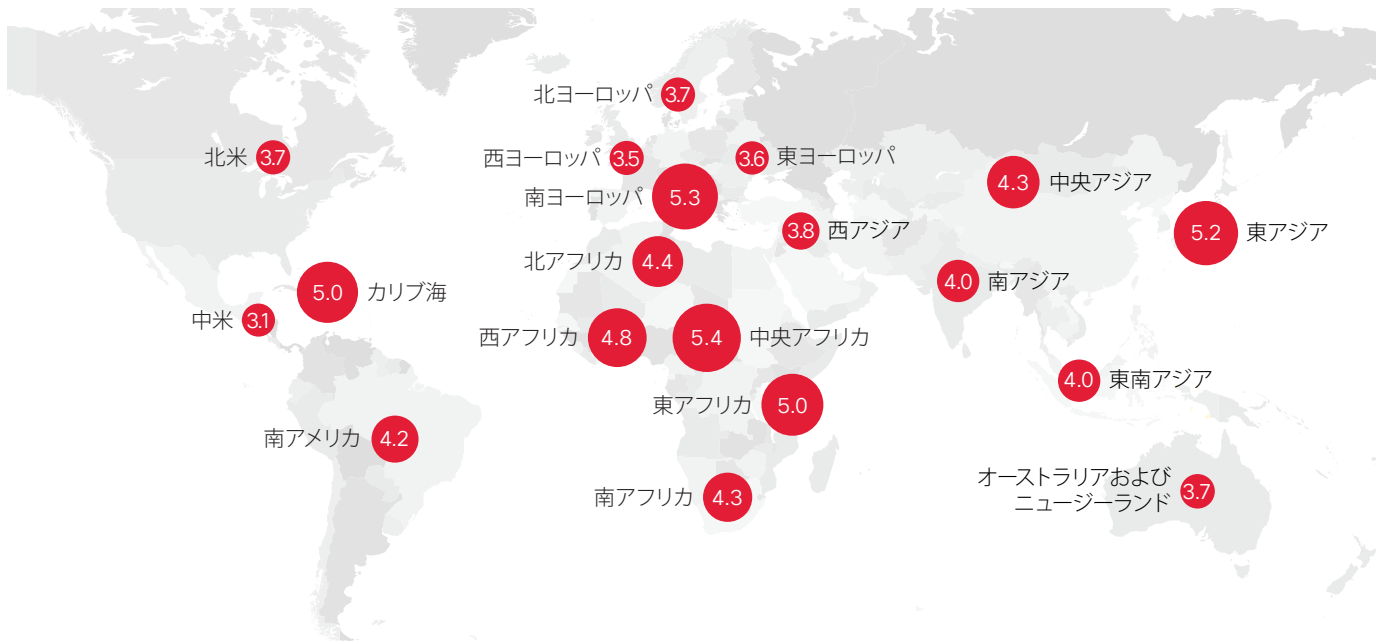 北ヨーロッパ 3.7
北米 3.7
西ヨーロッパ 3.5
3.6 東ヨーロッパ
南ヨーロッパ 5.3
4.3 中央アジア
3.8 西アジア
5.2 東アジア
北アフリカ 4.4
4.0 南アジア
5.0 カリブ海
中米 3.1
西アフリカ 4.8
5.4 中央アフリカ
4.0 東南アジア
東アフリカ 5.0
南アメリカ 4.2
南アフリカ 4.3
オーストラリアおよび
ニュージーランド 3.7